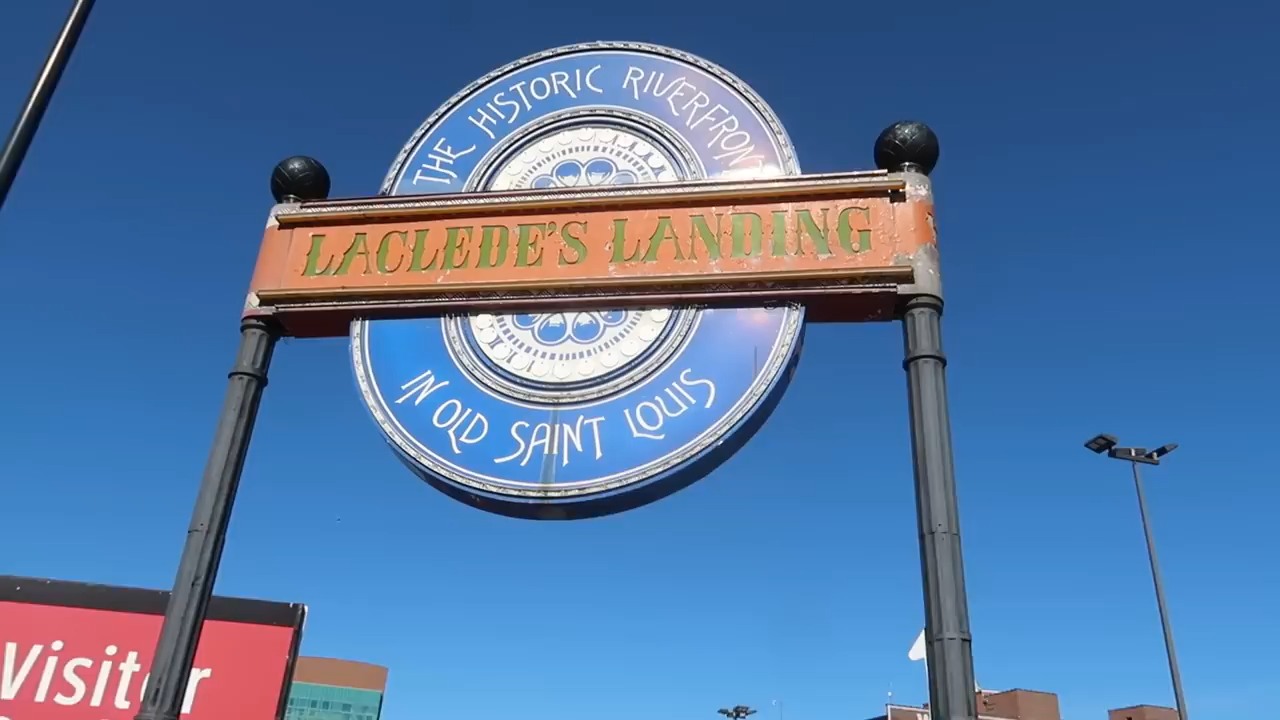 THE HISTORIC RIVERFRONT
LACLEDE'S LANDING
IN OLD SAINT LOUIS
Visitor